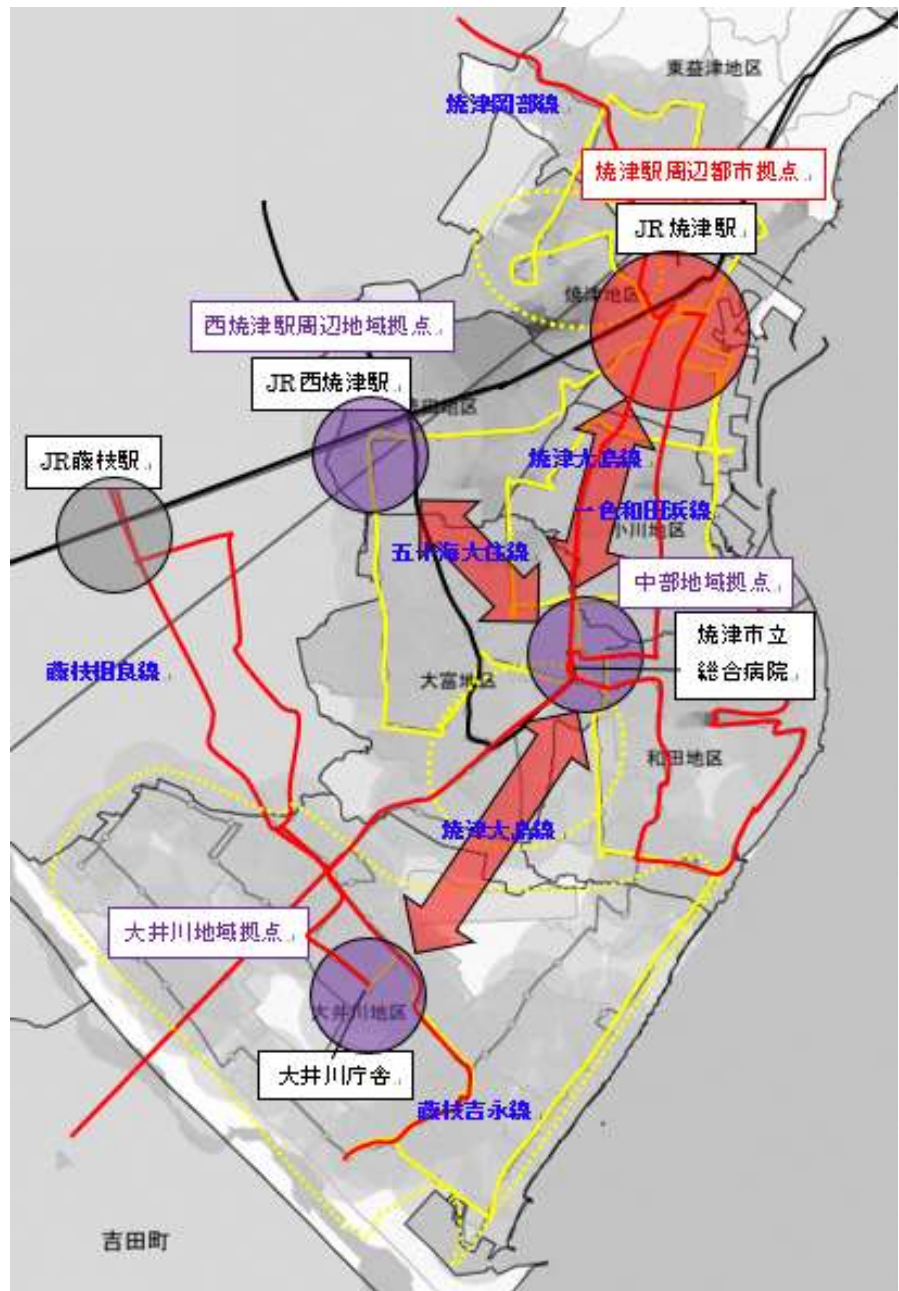 東益津地区
焼津岡部線
焼津駅周辺都市拠点
JR 焼津駅
焼津地区
西焼津駅周辺地域拠点
JR 西焼津駅
JR藤枝駅
焼津大島線
一色和田浜線
小川地区
五十海大住線
中部地域拠点
焼津市立
総合病院
藤枝相良線
大富地区
和田地区
焼津大島線
大井川地域拠点
大井川地区
大井川庁舎
藤枝吉永線
吉田町